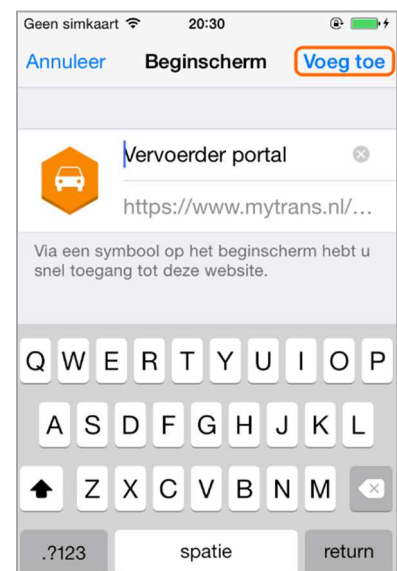 Geen simkaart 20:30
Annuleer Beginscherm Voeg toe
Vervoerder portal
https://www.mytrans.nl/...
Via een symbool op het beginscherm hebt u
snel toegang tot deze website.
Q W E R T Y U I O P
A S D F G H J K L
Z X C V B N M
.?123 spatie return